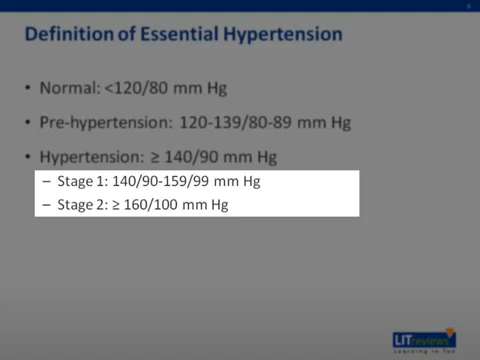 Definition of Essential Hypertension
• Normal: <120/80 mm Hg
• Pre-hypertension: 120-139/80-89 mm Hg
• Hypertension: ≥ 140/90 mm Hg
– Stage 1: 140/90-159/99 mm Hg
– Stage 2: ≥ 160/100 mm Hg
LITreviews
Learning in Ten